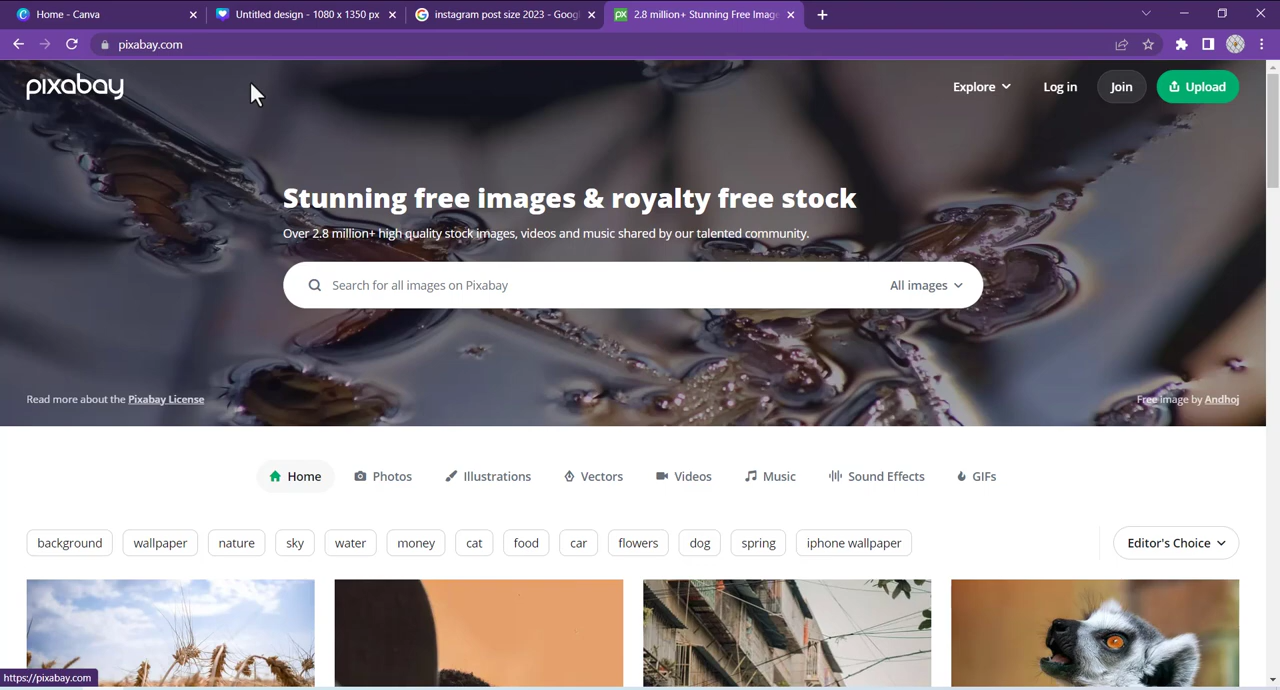 Home - Canva
Untitled design - 1080 x 1350 px
instagram post size 2023 - Goog
2.8 million+ Stunning Free Imag
pixabay.com
pixabay
Explore
Log in
Join
Upload
Stunning free images & royalty free stock
Over 2.8 million+ high quality stock images, videos and music shared by our talented community.
Search for all images on Pixabay
All images
Read more about the Pixabay License
Free image by Andhoj
Home
Photos
Illustrations
Vectors
Videos
Music
Sound Effects
GIFs
background
wallpaper
nature
sky
water
money
cat
food
car
flowers
dog
spring
iphone wallpaper
Editor's Choice
https://pixabay.com